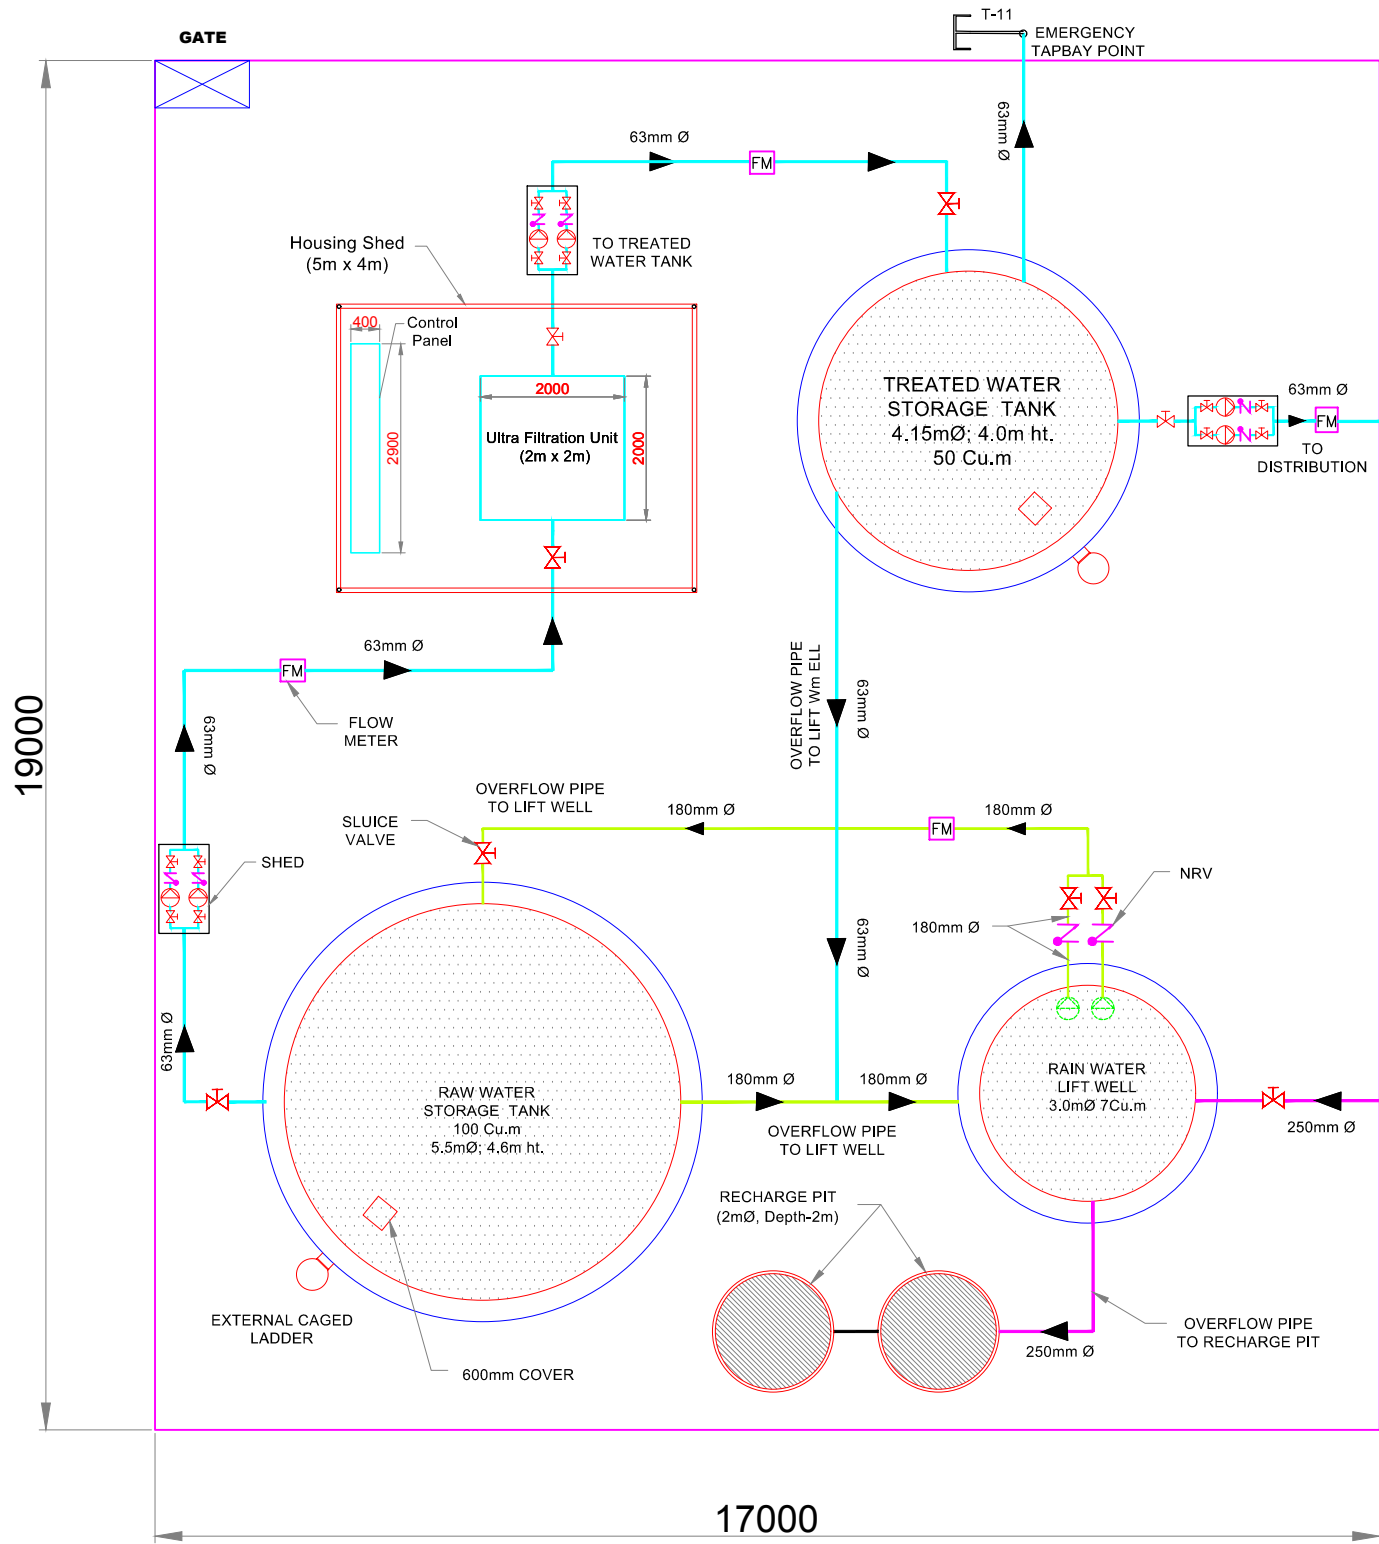 GATE
T-11
EMERGENCY
TAPBAY POINT
63mm Ø
63mm Ø
FM
TO TREATED
WATER TANK
Housing Shed
(5m x 4m)
400
Control
Panel
2900
2000
2000
Ultra Filtration Unit
(2m x 2m)
TREATED WATER
STORAGE TANK
4.15mØ; 4.0m ht.
50 Cu.m
63mm Ø
FM
TO
DISTRIBUTION
63mm Ø
FM
FLOW
METER
63mm Ø
OVERFLOW PIPE
TO LIFT Wm ELL
63mm Ø
19000
OVERFLOW PIPE
TO LIFT WELL
SLUICE
VALVE
180mm Ø
FM
180mm Ø
SHED
NRV
180mm Ø
63mm Ø
63mm Ø
RAW WATER
STORAGE TANK
100 Cu.m
5.5mØ; 4.6m ht.
180mm Ø
180mm Ø
OVERFLOW PIPE
TO LIFT WELL
RAIN WATER
LIFT WELL
3.0mØ 7Cu.m
250mm Ø
RECHARGE PIT
(2mØ, Depth-2m)
EXTERNAL CAGED
LADDER
600mm COVER
250mm Ø
OVERFLOW PIPE
TO RECHARGE PIT
17000